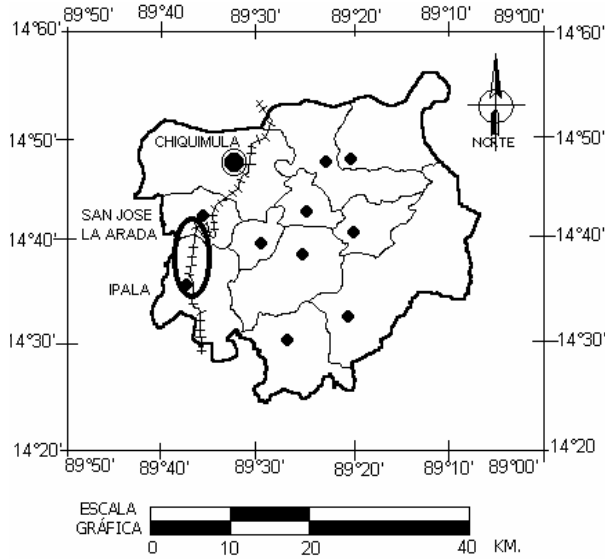 89°50' 89°40' 89°30' 89°20' 89°10' 89°00'
14°60' 14°60'
14°50' 14°50'
CHIQUIMULA
NORTE
SAN JOSE
LA ARADA
14°40' 14°40'
IPALA
14°30' 14°30'
14°20' 14°20
89°50' 89°40' 89°30' 89°20' 89°10' 89°00'
ESCALA
GRÁFICA
0 10 20 40 KM.